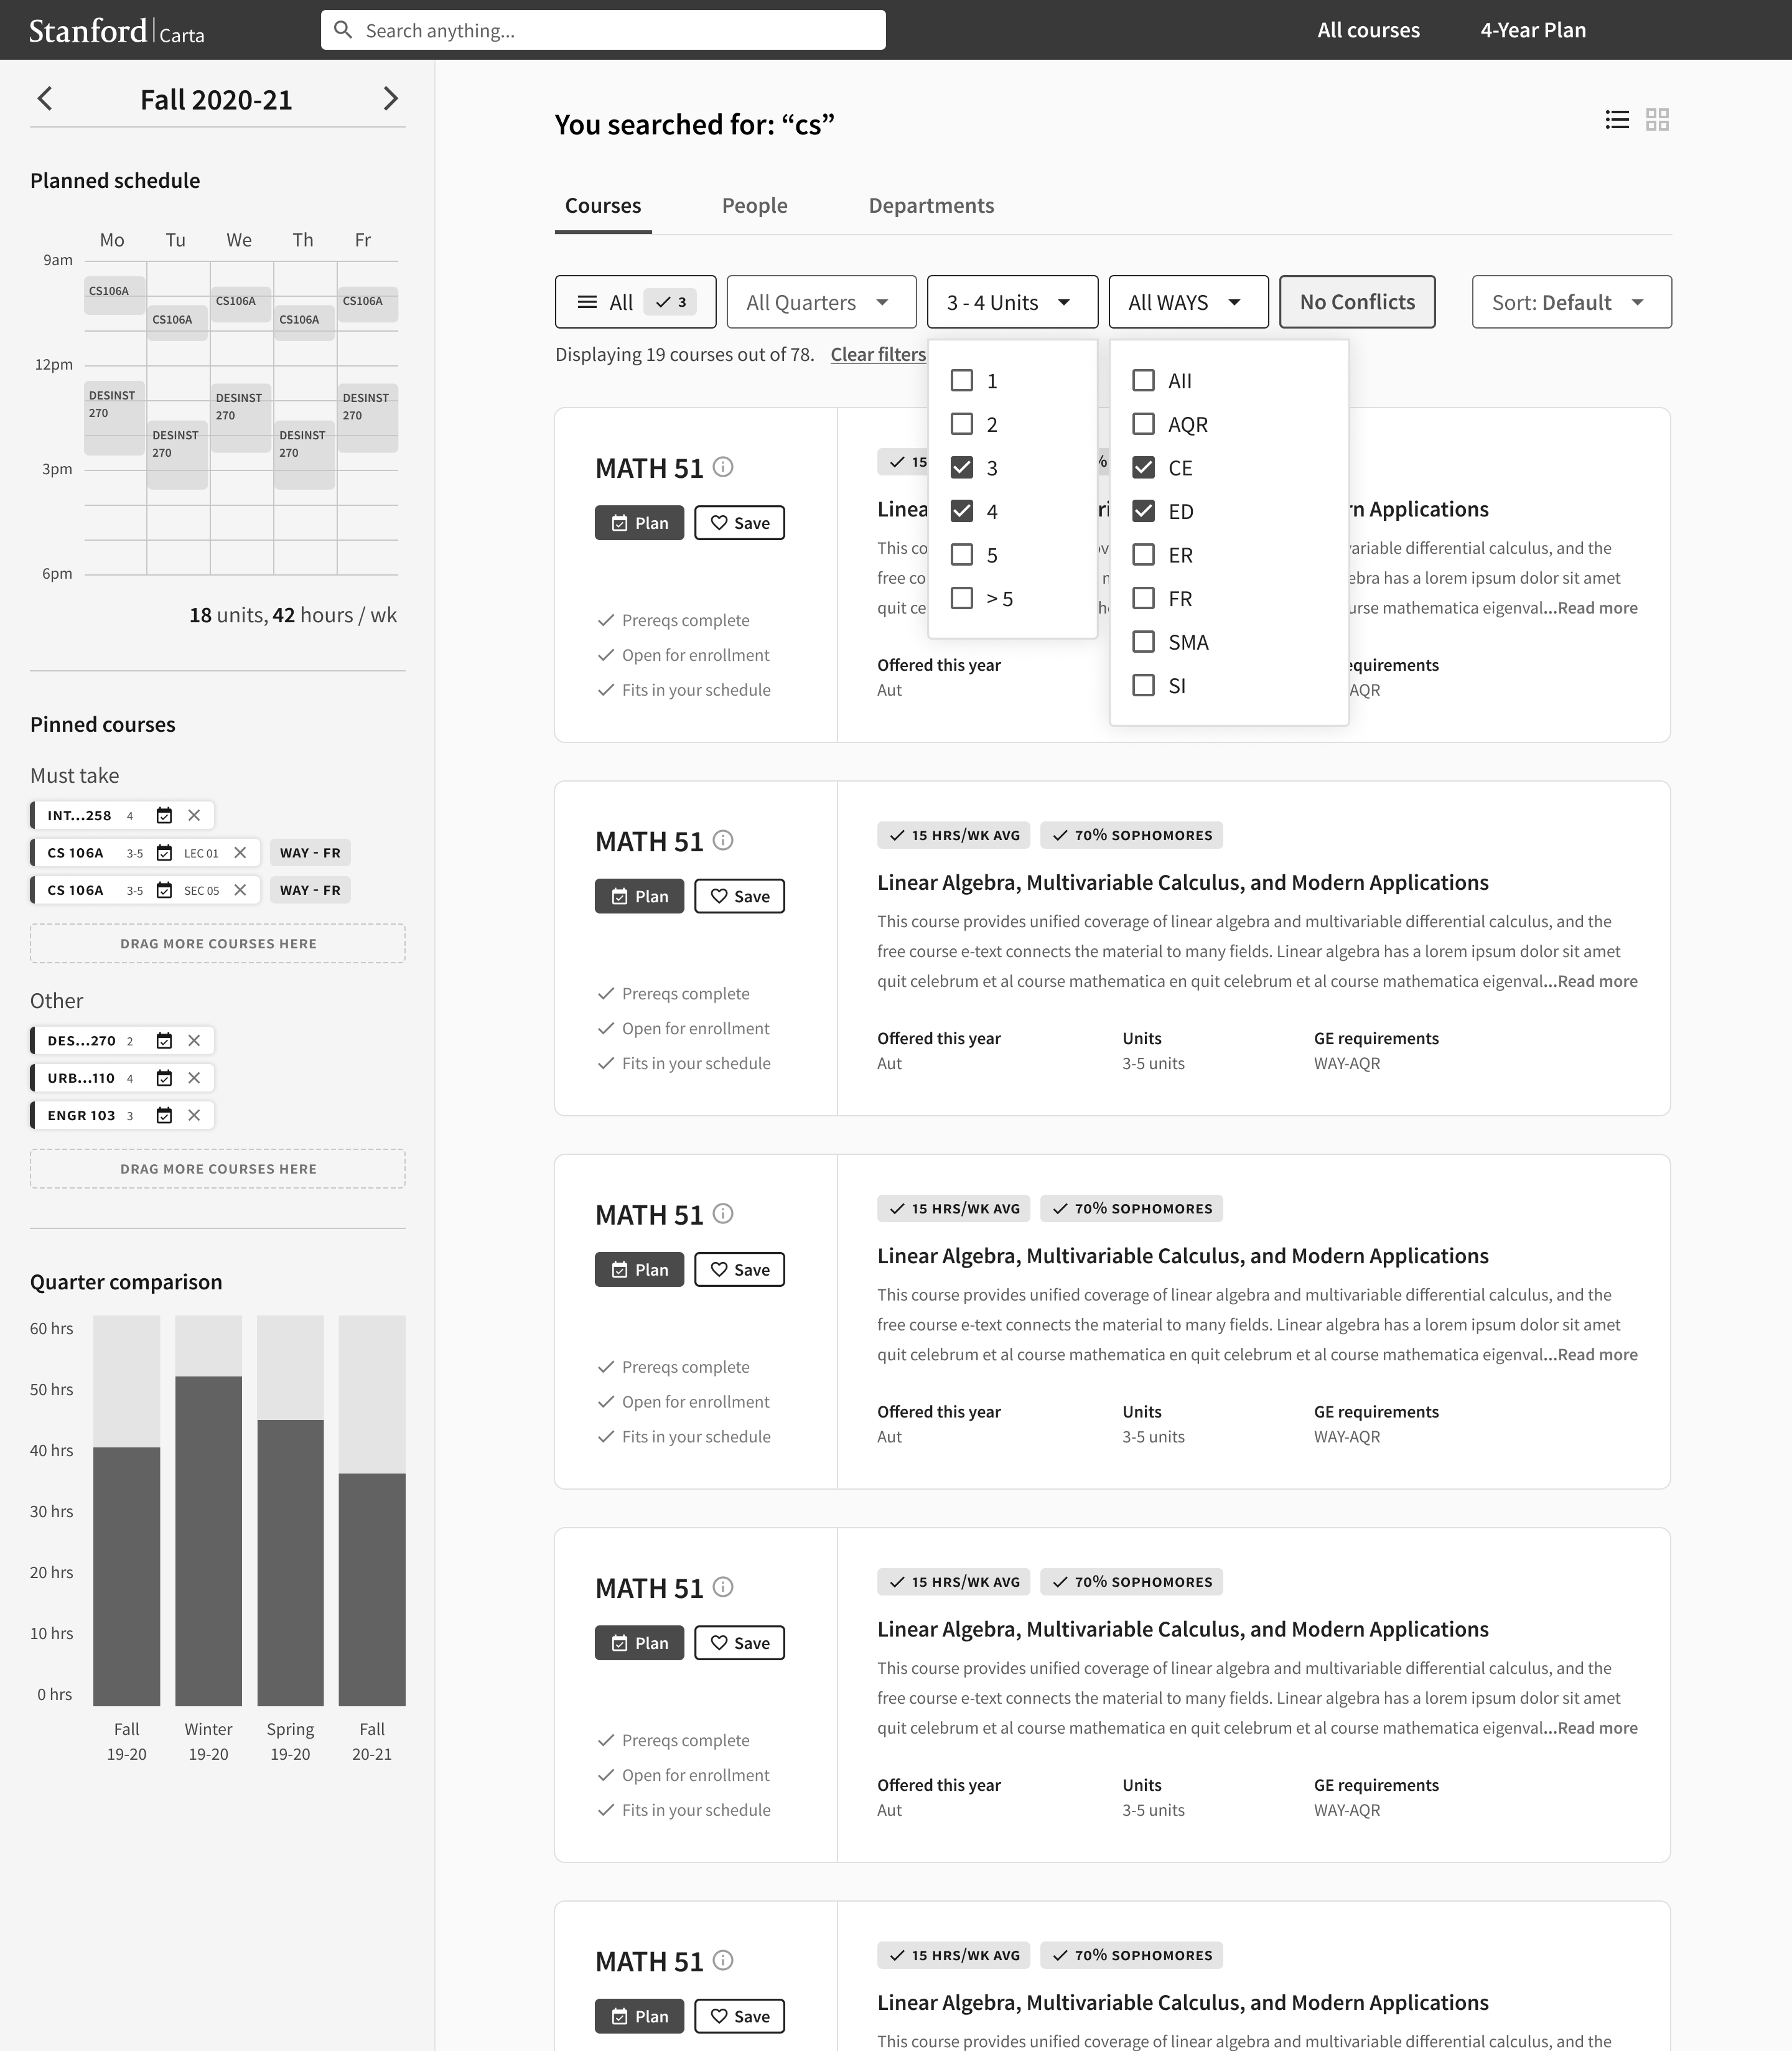 Stanford Carta
Search anything...
All courses
4-Year Plan
Fall 2020-21
Planned schedule
Mo Tu We Th Fr
9am
CS106A
CS106A
CS106A
CS106A
CS106A
12pm
DESINST
270
DESINST
270
DESINST
270
DESINST
270
DESINST
270
3pm
6pm
18 units, 42 hours / wk
Pinned courses
Must take
INT...258 4
CS 106A 3-5 LEC 01 WAY - FR
CS 106A 3-5 SEC 05 WAY - FR
DRAG MORE COURSES HERE
Other
DES...270 2
URB...110 4
ENGR 103 3
DRAG MORE COURSES HERE
Quarter comparison
60 hrs
50 hrs
40 hrs
30 hrs
20 hrs
10 hrs
0 hrs
Fall
19-20
Winter
19-20
Spring
19-20
Fall
20-21
You searched for: “cs”
Courses
People
Departments
All 3
All Quarters
3 - 4 Units
All WAYS
No Conflicts
Sort: Default
Displaying 19 courses out of 78. Clear filters
1
2
3
4
5
> 5
All
AQR
CE
ED
ER
FR
SMA
SI
MATH 51
Plan
Save
Prereqs complete
Open for enrollment
Fits in your schedule
15 %
Linea ri rn Applications
This co ov variable differential calculus, and the
free co ebra has a lorem ipsum dolor sit amet
quit ce urse mathematica eigenval...Read more
Offered this year
Aut
equirements
AQR
MATH 51
Plan
Save
Prereqs complete
Open for enrollment
Fits in your schedule
15 HRS/WK AVG 70% SOPHOMORES
Linear Algebra, Multivariable Calculus, and Modern Applications
This course provides unified coverage of linear algebra and multivariable differential calculus, and the
free course e-text connects the material to many fields. Linear algebra has a lorem ipsum dolor sit amet
quit celebrum et al course mathematica en quit celebrum et al course mathematica eigenval...Read more
Offered this year Units GE requirements
Aut 3-5 units WAY-AQR
MATH 51
Plan
Save
Prereqs complete
Open for enrollment
Fits in your schedule
15 HRS/WK AVG 70% SOPHOMORES
Linear Algebra, Multivariable Calculus, and Modern Applications
This course provides unified coverage of linear algebra and multivariable differential calculus, and the
free course e-text connects the material to many fields. Linear algebra has a lorem ipsum dolor sit amet
quit celebrum et al course mathematica en quit celebrum et al course mathematica eigenval...Read more
Offered this year Units GE requirements
Aut 3-5 units WAY-AQR
MATH 51
Plan
Save
Prereqs complete
Open for enrollment
Fits in your schedule
15 HRS/WK AVG 70% SOPHOMORES
Linear Algebra, Multivariable Calculus, and Modern Applications
This course provides unified coverage of linear algebra and multivariable differential calculus, and the
free course e-text connects the material to many fields. Linear algebra has a lorem ipsum dolor sit amet
quit celebrum et al course mathematica en quit celebrum et al course mathematica eigenval...Read more
Offered this year Units GE requirements
Aut 3-5 units WAY-AQR
MATH 51
Plan
Save
15 HRS/WK AVG 70% SOPHOMORES
Linear Algebra, Multivariable Calculus, and Modern Applications
This course provides unified coverage of linear algebra and multivariable differential calculus, and the